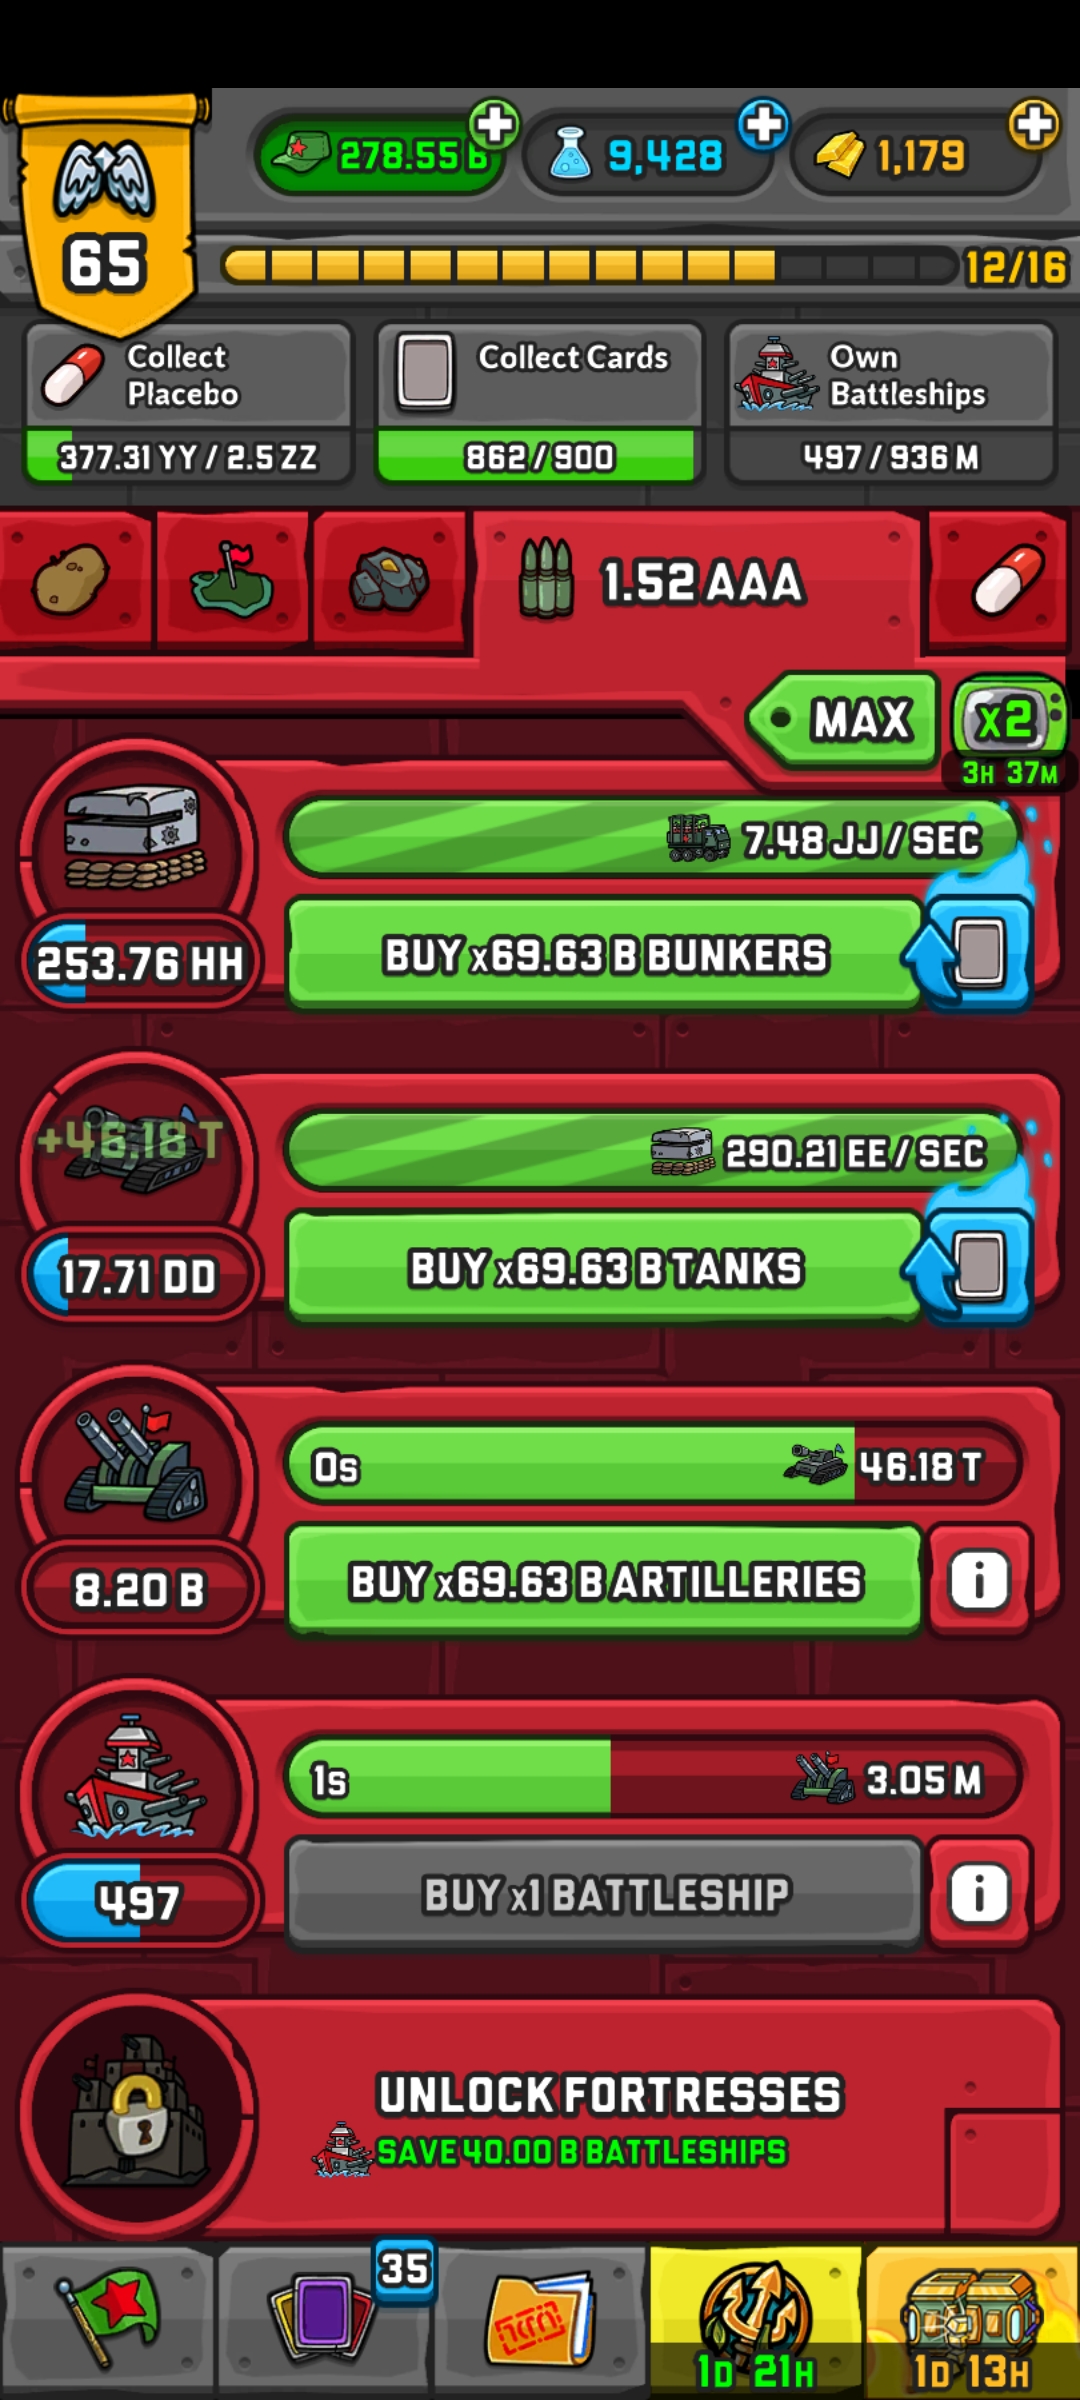 65
278.55 B
9,428
1,179
12/16
Collect
Placebo
377.31 YY / 2.5 ZZ
Collect Cards
862/900
Own
Battleships
497 / 936 M
1.52 AAA
MAX
x2
3H 37M
7.48 JJ / SEC
253.76 HH
BUY x69.63 B BUNKERS
+46.18 T
290.21 EE / SEC
17.71 DD
BUY x69.63 B TANKS
0s
46.18 T
8.20 B
BUY x69.63 B ARTILLERIES
i
1s
3.05 M
497
BUY x1 BATTLESHIP
i
UNLOCK FORTRESSES
SAVE 40.00 B BATTLESHIPS
35
1D 21H
1D 13H